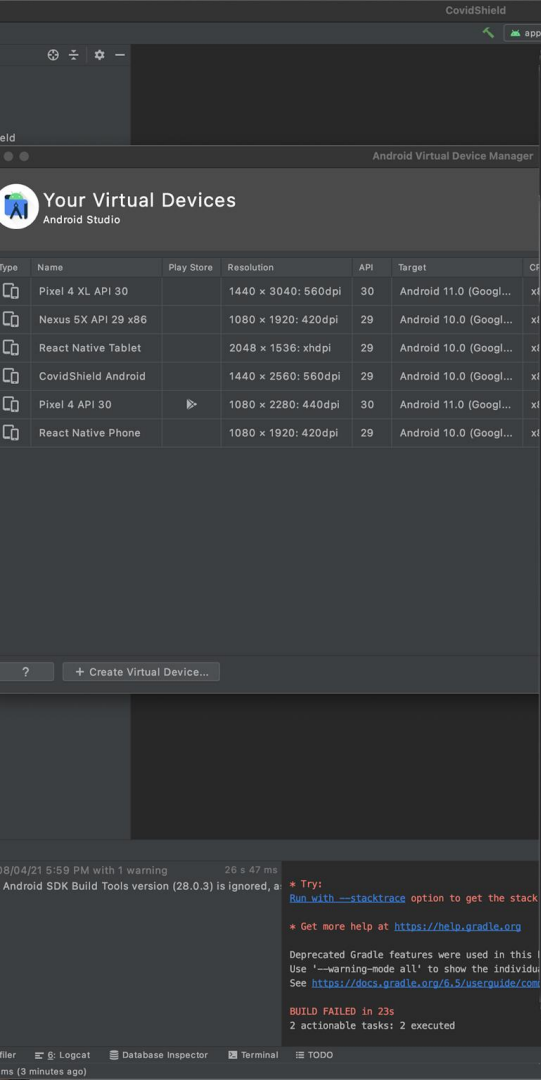 CovidShield
app
eld
Android Virtual Device Manager
Your Virtual Devices
Android Studio
Type Name Play Store Resolution API Target CP
Pixel 4 XL API 30 1440 × 3040: 560dpi 30 Android 11.0 (Googl...
Nexus 5X API 29 x86 1080 × 1920: 420dpi 29 Android 10.0 (Googl...
React Native Tablet 2048 × 1536: xhdpi 29 Android 10.0 (Googl...
CovidShield Android 1440 × 2560: 560dpi 29 Android 10.0 (Googl...
Pixel 4 API 30 1080 × 2280: 440dpi 30 Android 11.0 (Googl...
React Native Phone 1080 × 1920: 420dpi 29 Android 10.0 (Googl...
? + Create Virtual Device...
08/04/21 5:59 PM with 1 warning 26 s 47 ms
Android SDK Build Tools version (28.0.3) is ignored, as
* Try:
Run with --stacktrace option to get the stack
* Get more help at https://help.gradle.org
Deprecated Gradle features were used in this
Use '--warning-mode all' to show the individua
See https://docs.gradle.org/6.5/userguide/com
BUILD FAILED in 23s
2 actionable tasks: 2 executed
filer 6: Logcat Database Inspector Terminal TODO
ms (3 minutes ago)